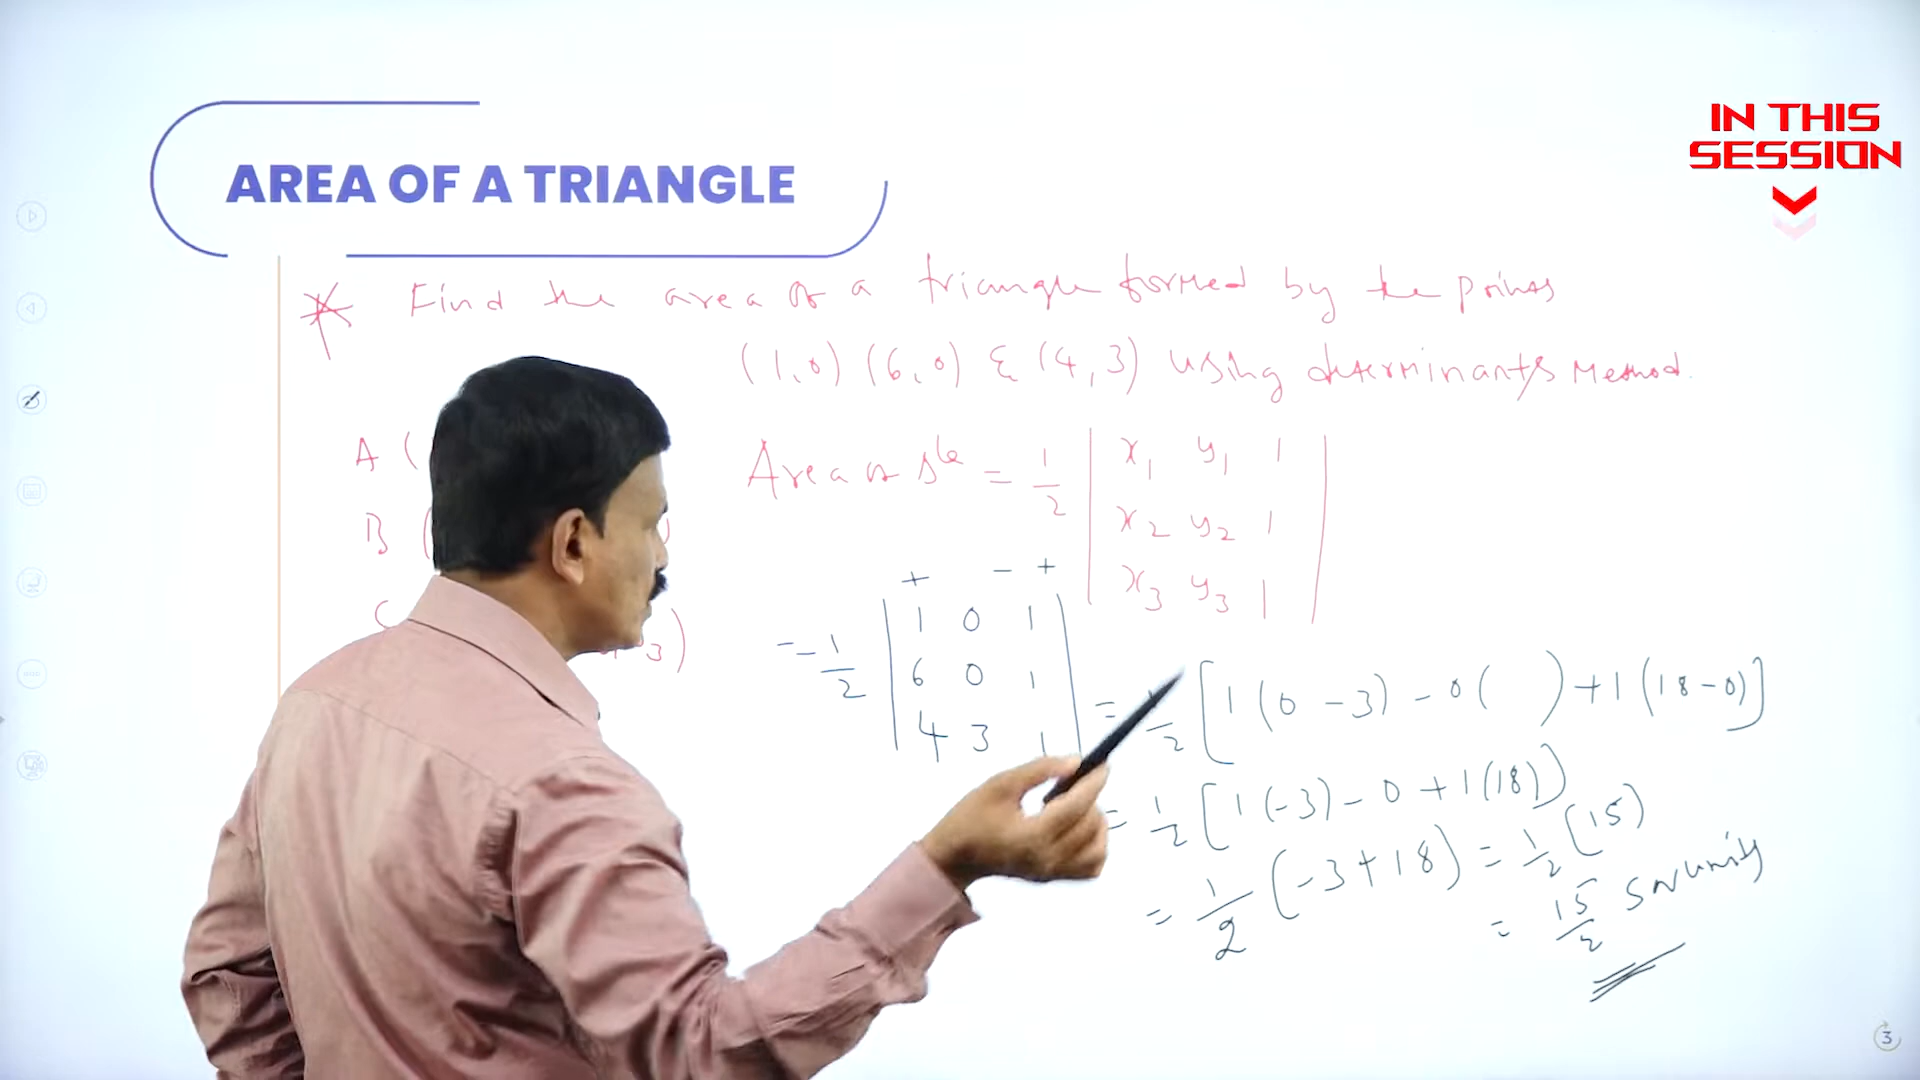 IN THIS
SESSION
AREA OF A TRIANGLE
Find the area of a triangle formed by the points
(1,0) (6,0) & (4,3) using determinants Method.
A (
B (
C
3)
Area of Δle = 1/2 | x1 y1 1
x2 y2 1
x3 y3 1 |
+ - +
= 1/2 | 1 0 1
6 0 1
4 3 1 |
= 1/2 [1(0-3) -0( ) +1(18-0)]
= 1/2 [1(-3) -0 +1(18)]
= 1/2 (-3+18) = 1/2 (15)
= 15/2 Sq units
3